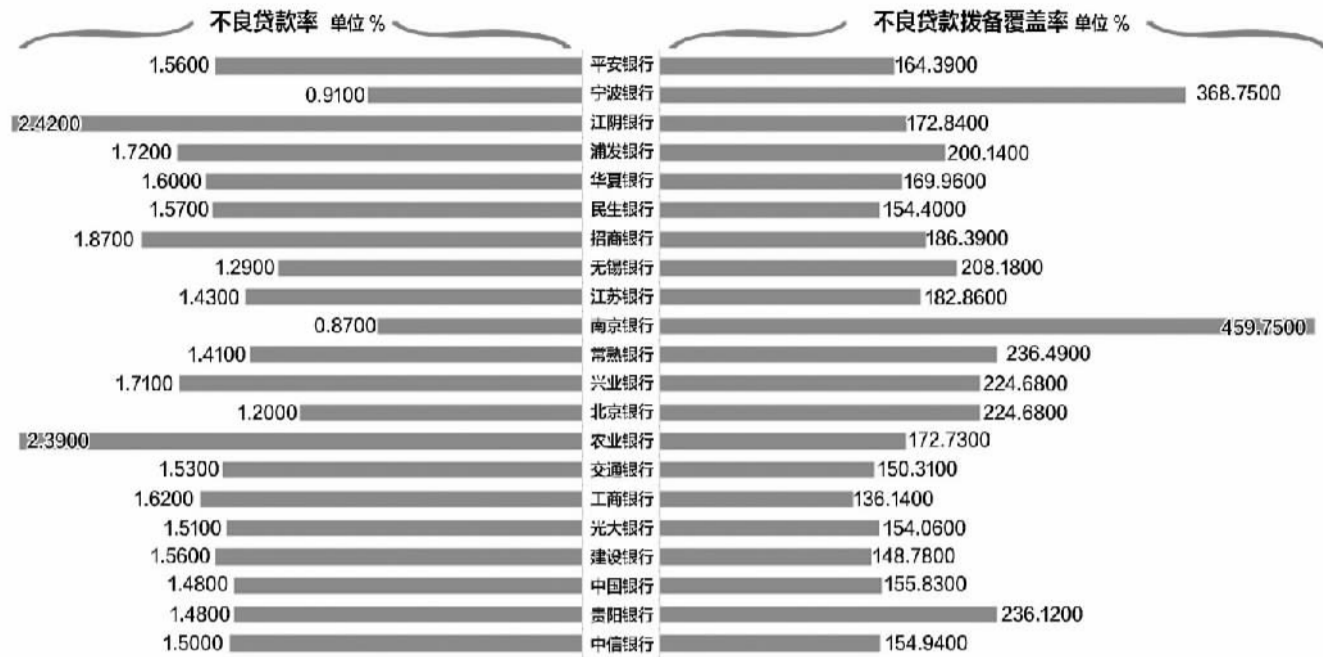 不良贷款率 单位 % 不良贷款拨备覆盖率 单位 %
1.5600 平安银行 164.3900
0.9100 宁波银行 368.7500
2.4200 江阴银行 172.8400
1.7200 浦发银行 200.1400
1.6000 华夏银行 169.9600
1.5700 民生银行 154.4000
1.8700 招商银行 186.3900
1.2900 无锡银行 208.1800
1.4300 江苏银行 182.8600
0.8700 南京银行 459.7500
1.4100 常熟银行 236.4900
1.7100 兴业银行 224.6800
1.2000 北京银行 224.6800
2.3900 农业银行 172.7300
1.5300 交通银行 150.3100
1.6200 工商银行 136.1400
1.5100 光大银行 154.0600
1.5600 建设银行 148.7800
1.4800 中国银行 155.8300
1.4800 贵阳银行 236.1200
1.5000 中信银行 154.9400